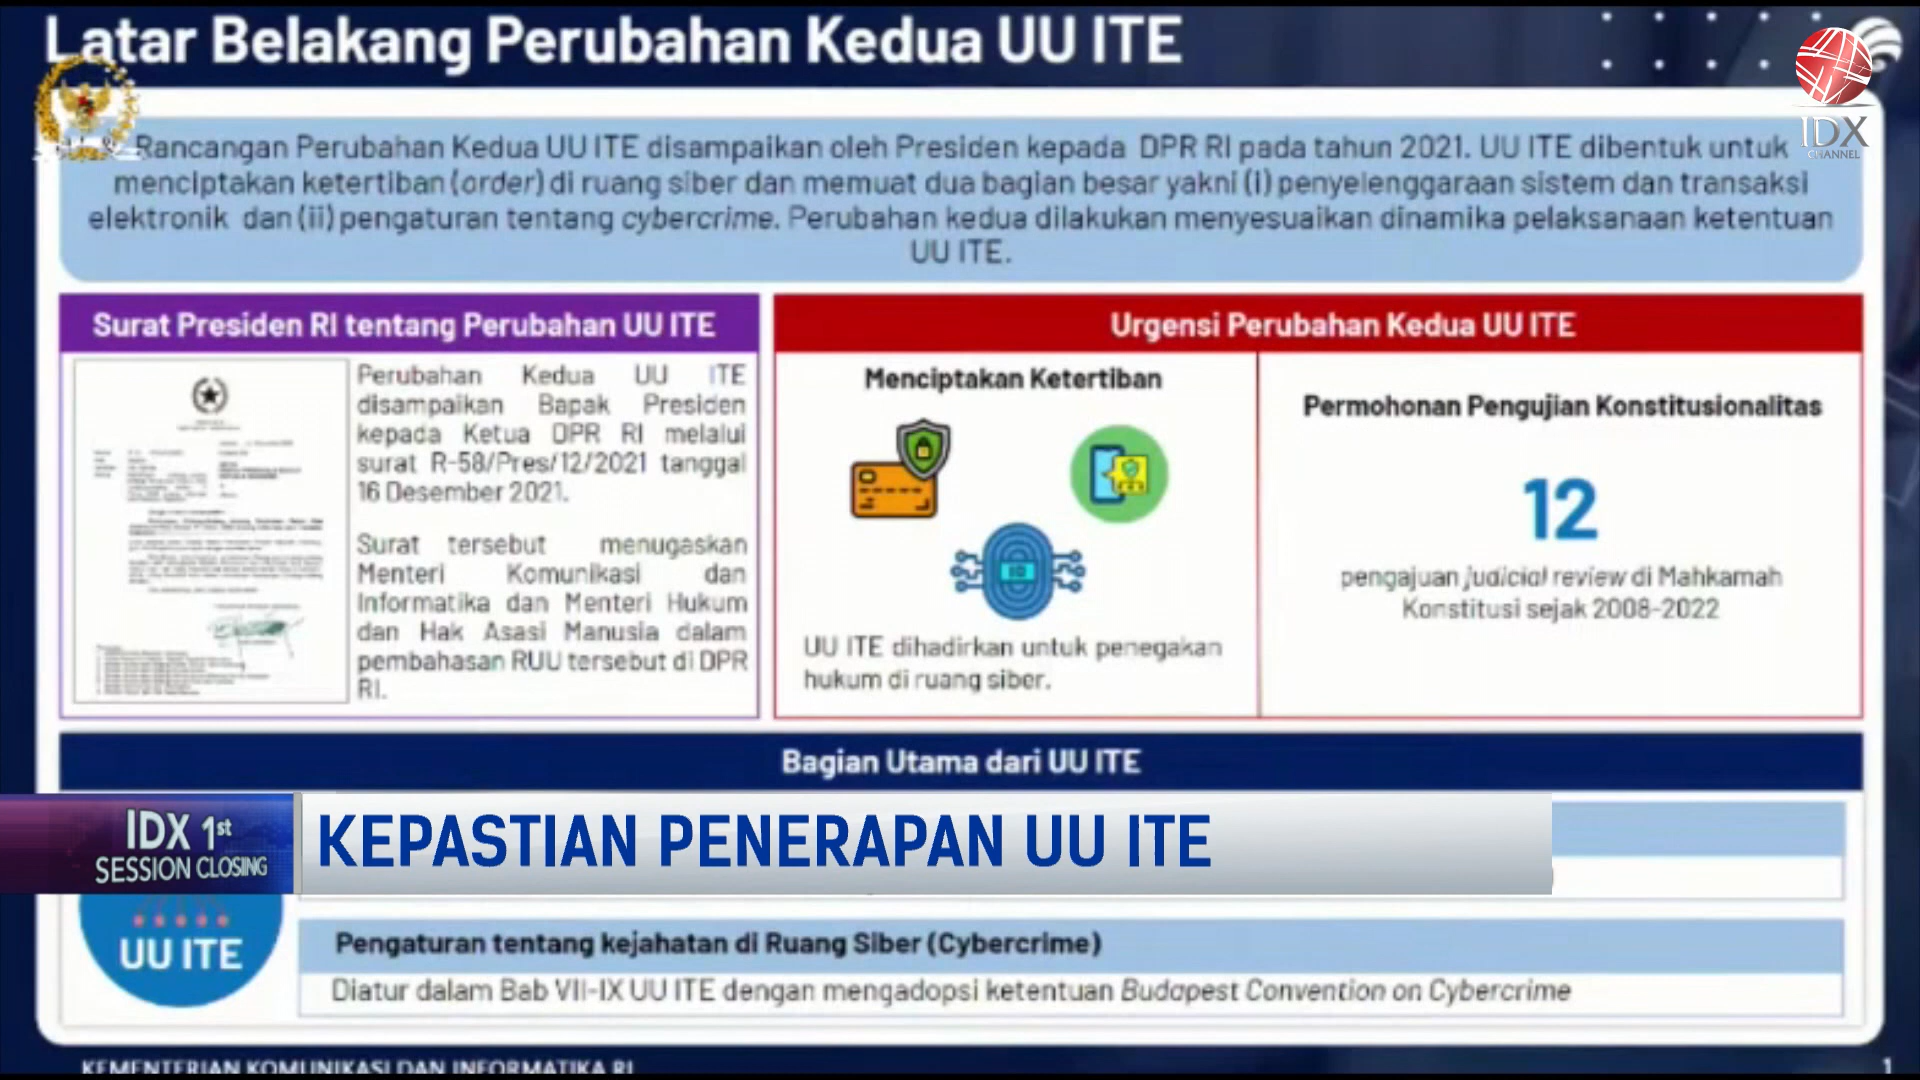 Latar Belakang Perubahan Kedua UU ITE
IDX
CHANNEL
Rancangan Perubahan Kedua UU ITE disampaikan oleh Presiden kepada DPR RI pada tahun 2021. UU ITE dibentuk untuk
menciptakan ketertiban (order) di ruang siber dan memuat dua bagian besar yakni (i) penyelenggaraan sistem dan transaksi
elektronik dan (ii) pengaturan tentang cybercrime. Perubahan kedua dilakukan menyesuaikan dinamika pelaksanaan ketentuan
UU ITE.
Surat Presiden RI tentang Perubahan UU ITE
Perubahan Kedua UU ITE
disampaikan Bapak Presiden
kepada Ketua DPR RI melalui
surat R-58/Pres/12/2021 tanggal
16 Desember 2021.
Surat tersebut menugaskan
Menteri Komunikasi dan
Informatika dan Menteri Hukum
dan Hak Asasi Manusia dalam
pembahasan RUU tersebut di DPR
RI.
Urgensi Perubahan Kedua UU ITE
Menciptakan Ketertiban
ID
UU ITE dihadirkan untuk penegakan
hukum di ruang siber.
Permohonan Pengujian Konstitusionalitas
12
pengajuan judicial review di Mahkamah
Konstitusi sejak 2008-2022
Bagian Utama dari UU ITE
IDX 1st
SESSION CLOSING
KEPASTIAN PENERAPAN UU ITE
UU ITE
Pengaturan tentang kejahatan di Ruang Siber (Cybercrime)
Diatur dalam Bab VII-IX UU ITE dengan mengadopsi ketentuan Budapest Convention on Cybercrime
KEMENTERIAN KOMUNIKASI DAN INFORMATIKA RI
1